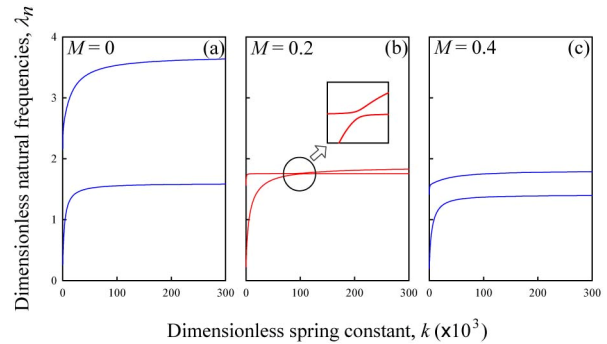 M = 0
(a)
M = 0.2
(b)
M = 0.4
(c)
Dimensionless natural frequencies, λn
4
3
2
1
0
0 100 200 300
0 100 200 300
0 100 200 300
Dimensionless spring constant, k (x10³)